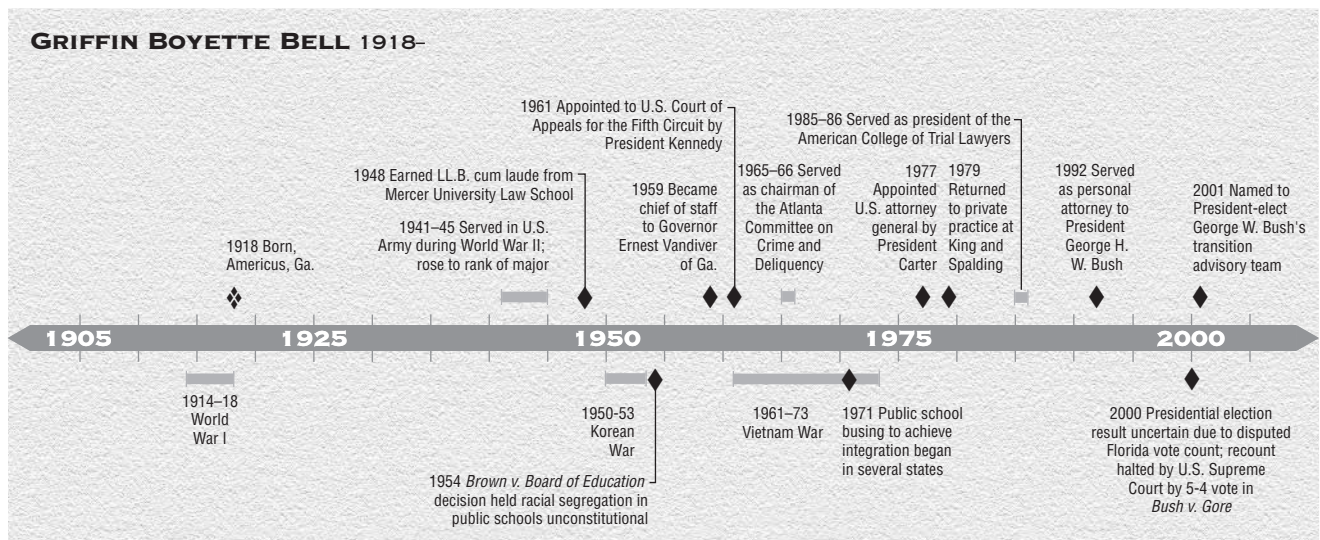 GRIFFIN BOYETTE BELL 1918–
1961 Appointed to U.S. Court of
Appeals for the Fifth Circuit by
President Kennedy
1985–86 Served as president of the
American College of Trial Lawyers
1948 Earned LL.B. cum laude from
Mercer University Law School
1941–45 Served in U.S.
Army during World War II;
rose to rank of major
1918 Born,
Americus, Ga.
1959 Became
chief of staff
to Governor
Ernest Vandiver
of Ga.
1965–66 Served
as chairman of
the Atlanta
Committee on
Crime and
Deliquency
1977
Appointed
U.S. attorney
general by
President
Carter
1979
Returned
to private
practice at
King and
Spalding
1992 Served
as personal
attorney to
President
George H.
W. Bush
2001 Named to
President-elect
George W. Bush's
transition
advisory team
1905 1925 1950 1975 2000
1914–18
World
War I
1950-53
Korean
War
1954 Brown v. Board of Education
decision held racial segregation in
public schools unconstitutional
1961–73
Vietnam War
1971 Public school
busing to achieve
integration began
in several states
2000 Presidential election
result uncertain due to disputed
Florida vote count; recount
halted by U.S. Supreme
Court by 5-4 vote in
Bush v. Gore